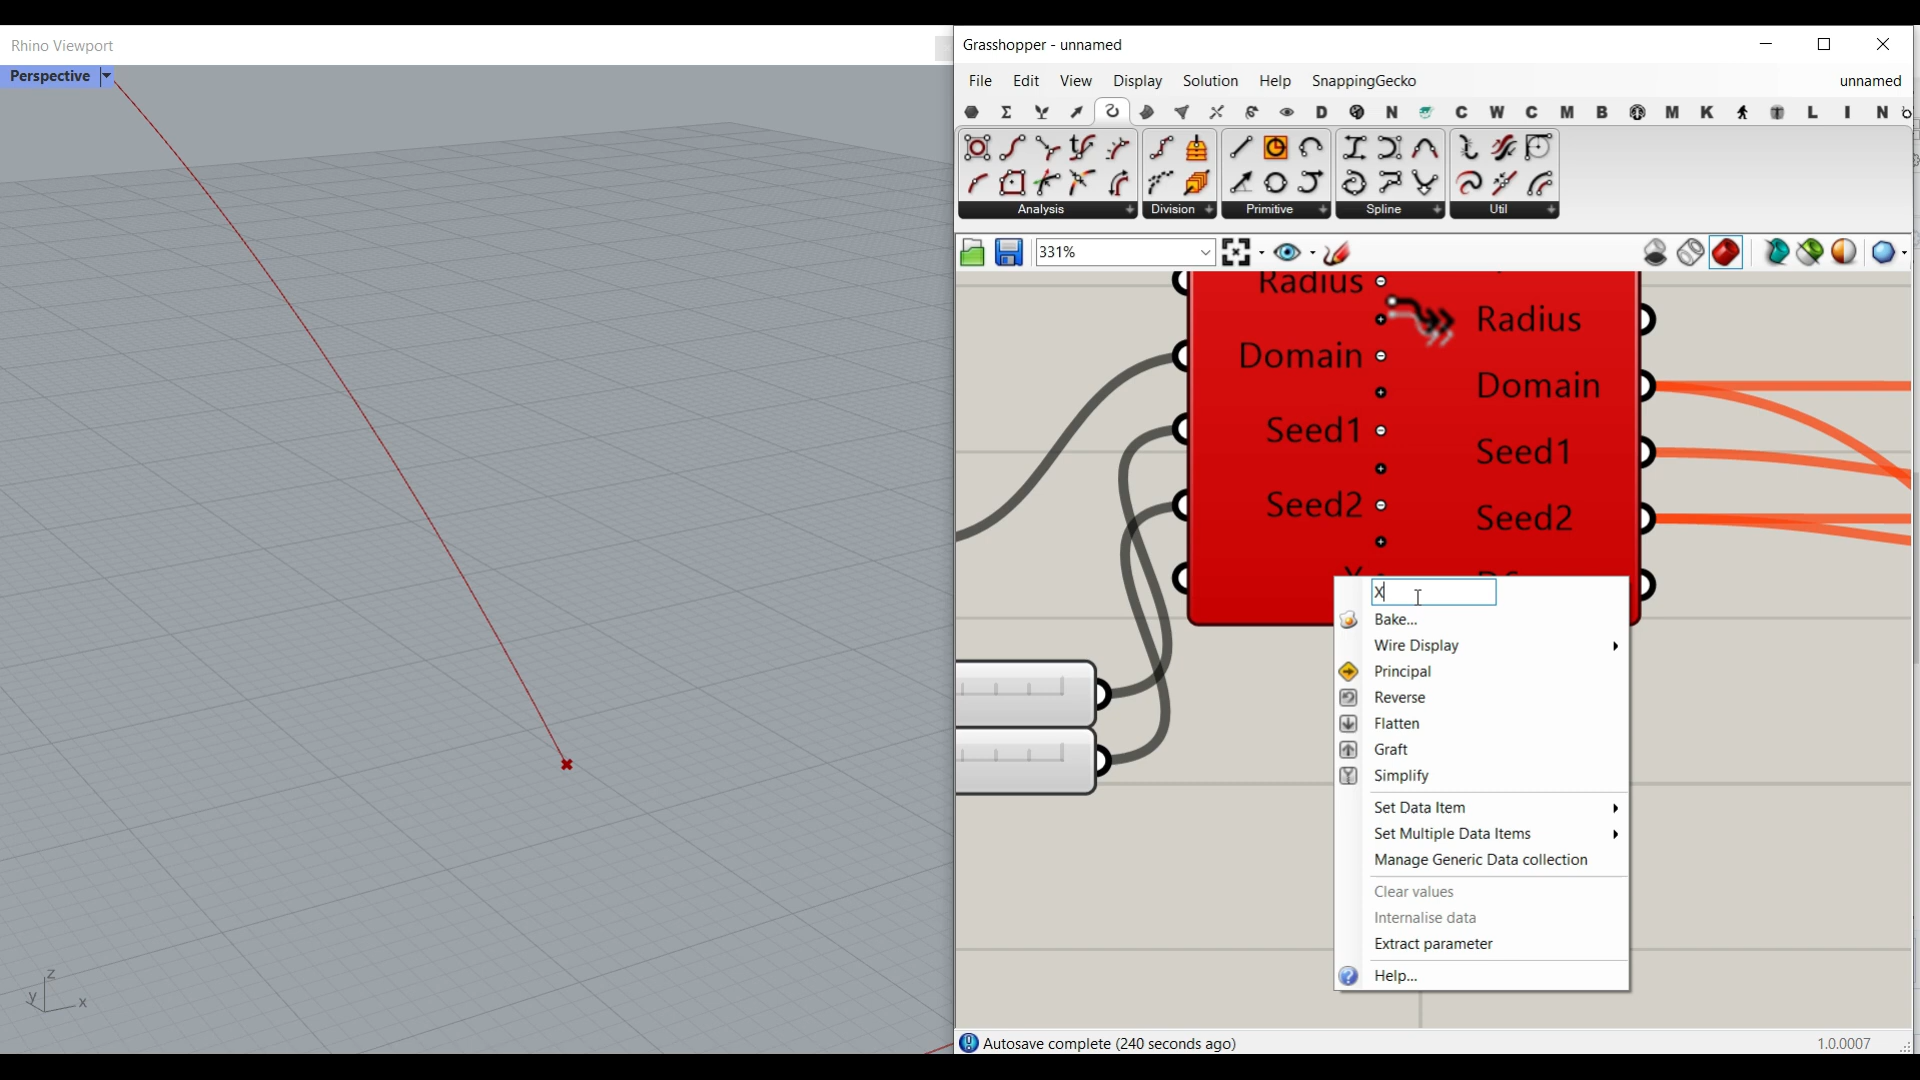 Rhino Viewport
Perspective
z
y
x
Grasshopper - unnamed
File Edit View Display Solution Help SnappingGecko unnamed
D N C W C M B M K L I N
Analysis Division Primitive Spline Util
331%
Radius
Domain
Seed1
Seed2
Radius
Domain
Seed1
Seed2
X
Bake...
Wire Display
Principal
Reverse
Flatten
Graft
Simplify
Set Data Item
Set Multiple Data Items
Manage Generic Data collection
Clear values
Internalise data
Extract parameter
Help...
Autosave complete (240 seconds ago)
1.0.0007